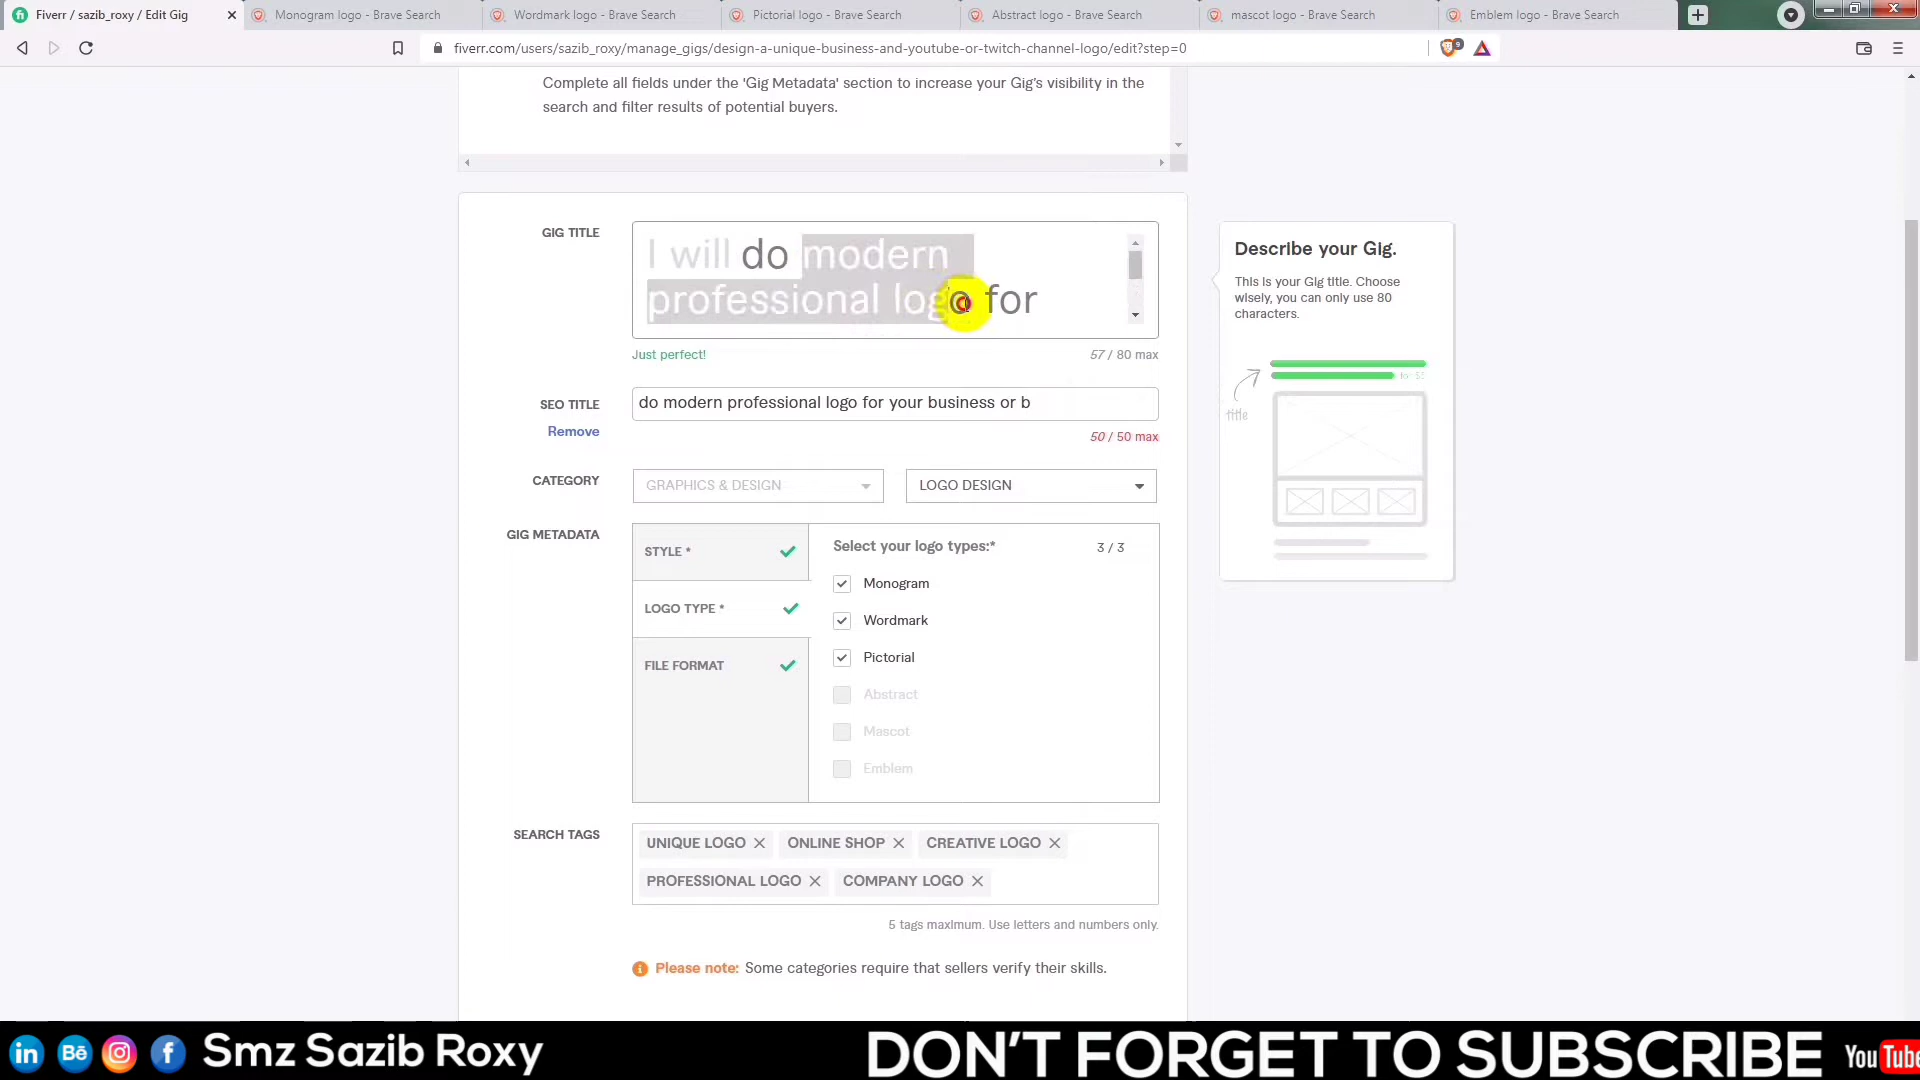 Fiverr / sazib_roxy / Edit Gig
Monogram logo - Brave Search
Wordmark logo - Brave Search
Pictorial logo - Brave Search
Abstract logo - Brave Search
mascot logo - Brave Search
Emblem logo - Brave Search
fiverr.com/users/sazib_roxy/manage_gigs/design-a-unique-business-and-youtube-or-twitch-channel-logo/edit?step=0
9
Complete all fields under the 'Gig Metadata' section to increase your Gig's visibility in the
search and filter results of potential buyers.
GIG TITLE
I will do modern
professional logo for
Just perfect!
57 / 80 max
SEO TITLE
Remove
do modern professional logo for your business or b
50 / 50 max
CATEGORY
GRAPHICS & DESIGN
LOGO DESIGN
GIG METADATA
STYLE *
LOGO TYPE *
FILE FORMAT
Select your logo types:*
3 / 3
Monogram
Wordmark
Pictorial
Abstract
Mascot
Emblem
SEARCH TAGS
UNIQUE LOGO
ONLINE SHOP
CREATIVE LOGO
PROFESSIONAL LOGO
COMPANY LOGO
5 tags maximum. Use letters and numbers only.
Please note: Some categories require that sellers verify their skills.
Describe your Gig.
This is your Gig title. Choose
wisely, you can only use 80
characters.
for $5
title
in
Bē
f
Smz Sazib Roxy
DON'T FORGET TO SUBSCRIBE
You Tube